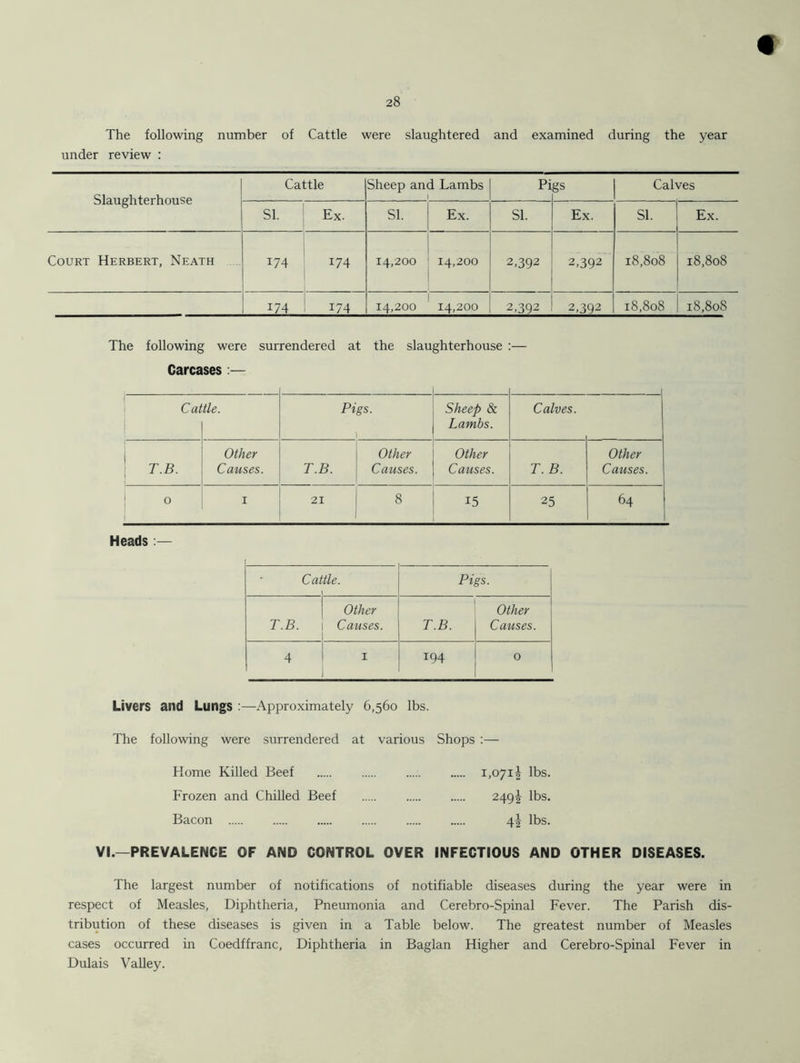 28
The following number of Cattle were slaughtered and examined during the year
under review :
Slaughterhouse | Cattle | Sheep and Lambs | Pigs | Calves
Sl. | Ex. | Sl. | Ex. | Sl. | Ex. | Sl. | Ex.
Court Herbert, Neath ..... | 174 | 174 | 14,200 | 14,200 | 2,392 | 2,392 | 18,808 | 18,808
174 | 174 | 14,200 | 14,200 | 2,392 | 2,392 | 18,808 | 18,808
The following were surrendered at the slaughterhouse :—
Carcases :—
Cattle. | Pigs. | Sheep & Lambs. | Calves.
T.B. | Other Causes. | T.B. | Other Causes. | Other Causes. | T. B. | Other Causes.
0 | 1 | 21 | 8 | 15 | 25 | 64
Heads :—
Cattle. | Pigs.
T.B. | Other Causes. | T.B. | Other Causes.
4 | 1 | 194 | 0
Livers and Lungs :—Approximately 6,560 lbs.
The following were surrendered at various Shops :—
Home Killed Beef ..... ..... ..... ..... 1,071½ lbs.
Frozen and Chilled Beef ..... ..... ..... 249½ lbs.
Bacon ..... ..... ..... ..... ..... ..... 4½ lbs.
VI.—PREVALENCE OF AND CONTROL OVER INFECTIOUS AND OTHER DISEASES.
The largest number of notifications of notifiable diseases during the year were in
respect of Measles, Diphtheria, Pneumonia and Cerebro-Spinal Fever. The Parish dis-
tribution of these diseases is given in a Table below. The greatest number of Measles
cases occurred in Coedffranc, Diphtheria in Baglan Higher and Cerebro-Spinal Fever in
Dulais Valley.